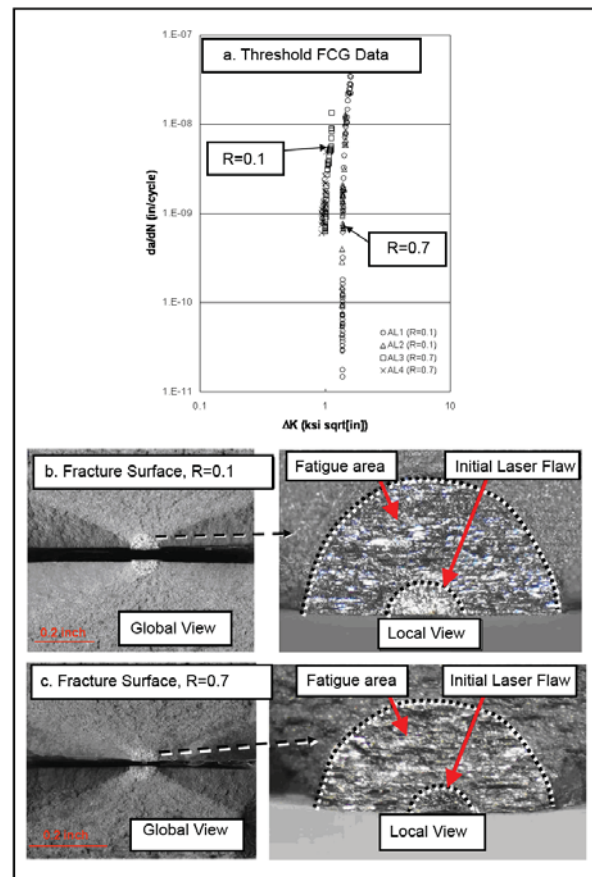 a. Threshold FCG Data
1.E-07
1.E-08
1.E-09
1.E-10
1.E-11
da/dN (in/cycle)
R=0.1
R=0.7
AL1 (R=0.1)
AL2 (R=0.1)
AL3 (R=0.7)
AL4 (R=0.7)
0.1
1
10
ΔK (ksi sqrt[in])
b. Fracture Surface, R=0.1
0.2 inch
Global View
Fatigue area
Initial Laser Flaw
Local View
c. Fracture Surface, R=0.7
0.2 inch
Global View
Fatigue area
Initial Laser Flaw
Local View